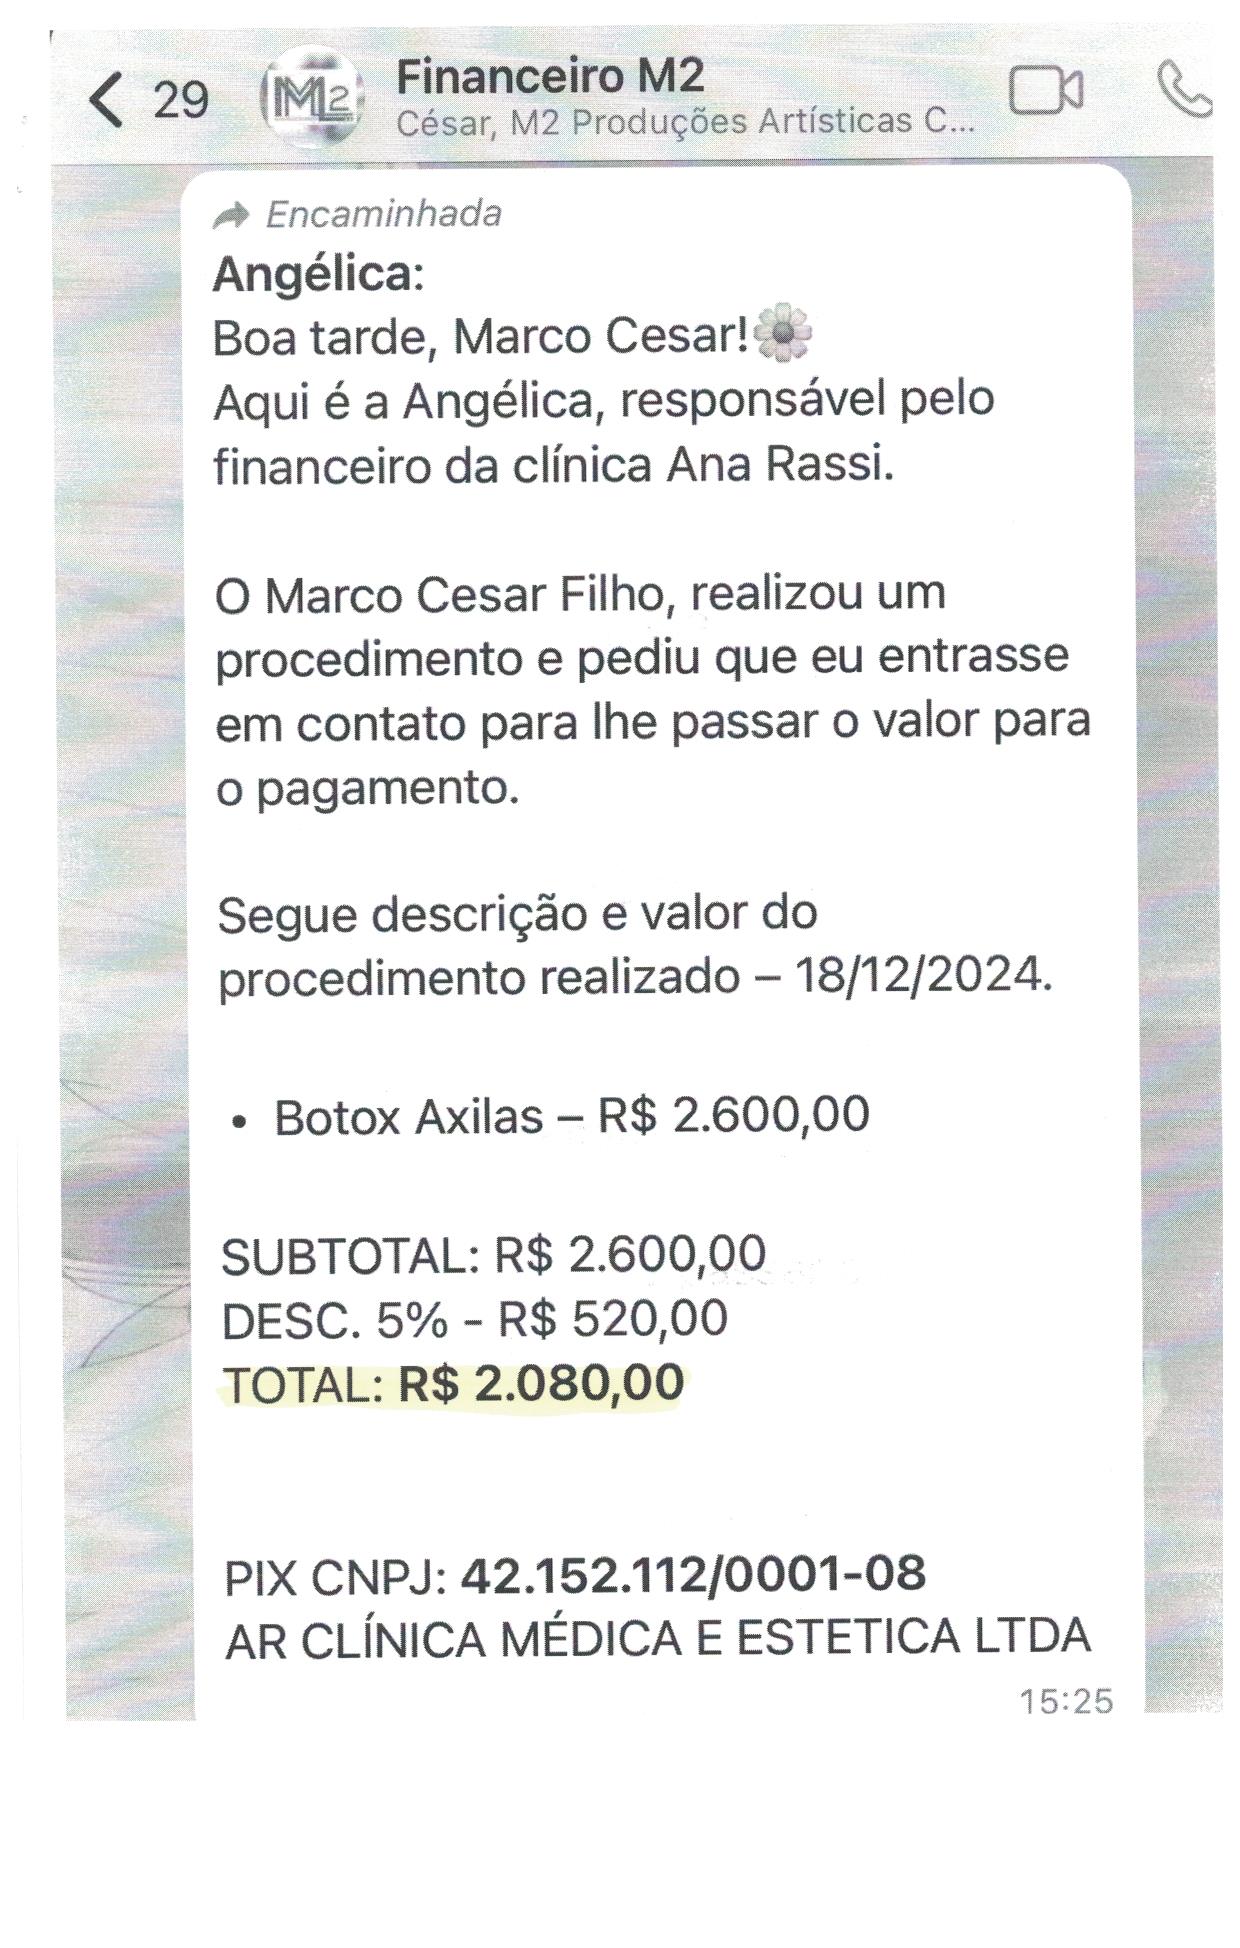 29
M2
Financeiro M2
César, M2 Produções Artísticas C...
Encaminhada
Angélica:
Boa tarde, Marco Cesar!
Aqui é a Angélica, responsável pelo
financeiro da clínica Ana Rassi.
O Marco Cesar Filho, realizou um
procedimento e pediu que eu entrasse
em contato para lhe passar o valor para
o pagamento.
Segue descrição e valor do
procedimento realizado – 18/12/2024.
• Botox Axilas – R$ 2.600,00
SUBTOTAL: R$ 2.600,00
DESC. 5% - R$ 520,00
TOTAL: R$ 2.080,00
PIX CNPJ: 42.152.112/0001-08
AR CLÍNICA MÉDICA E ESTETICA LTDA
15:25